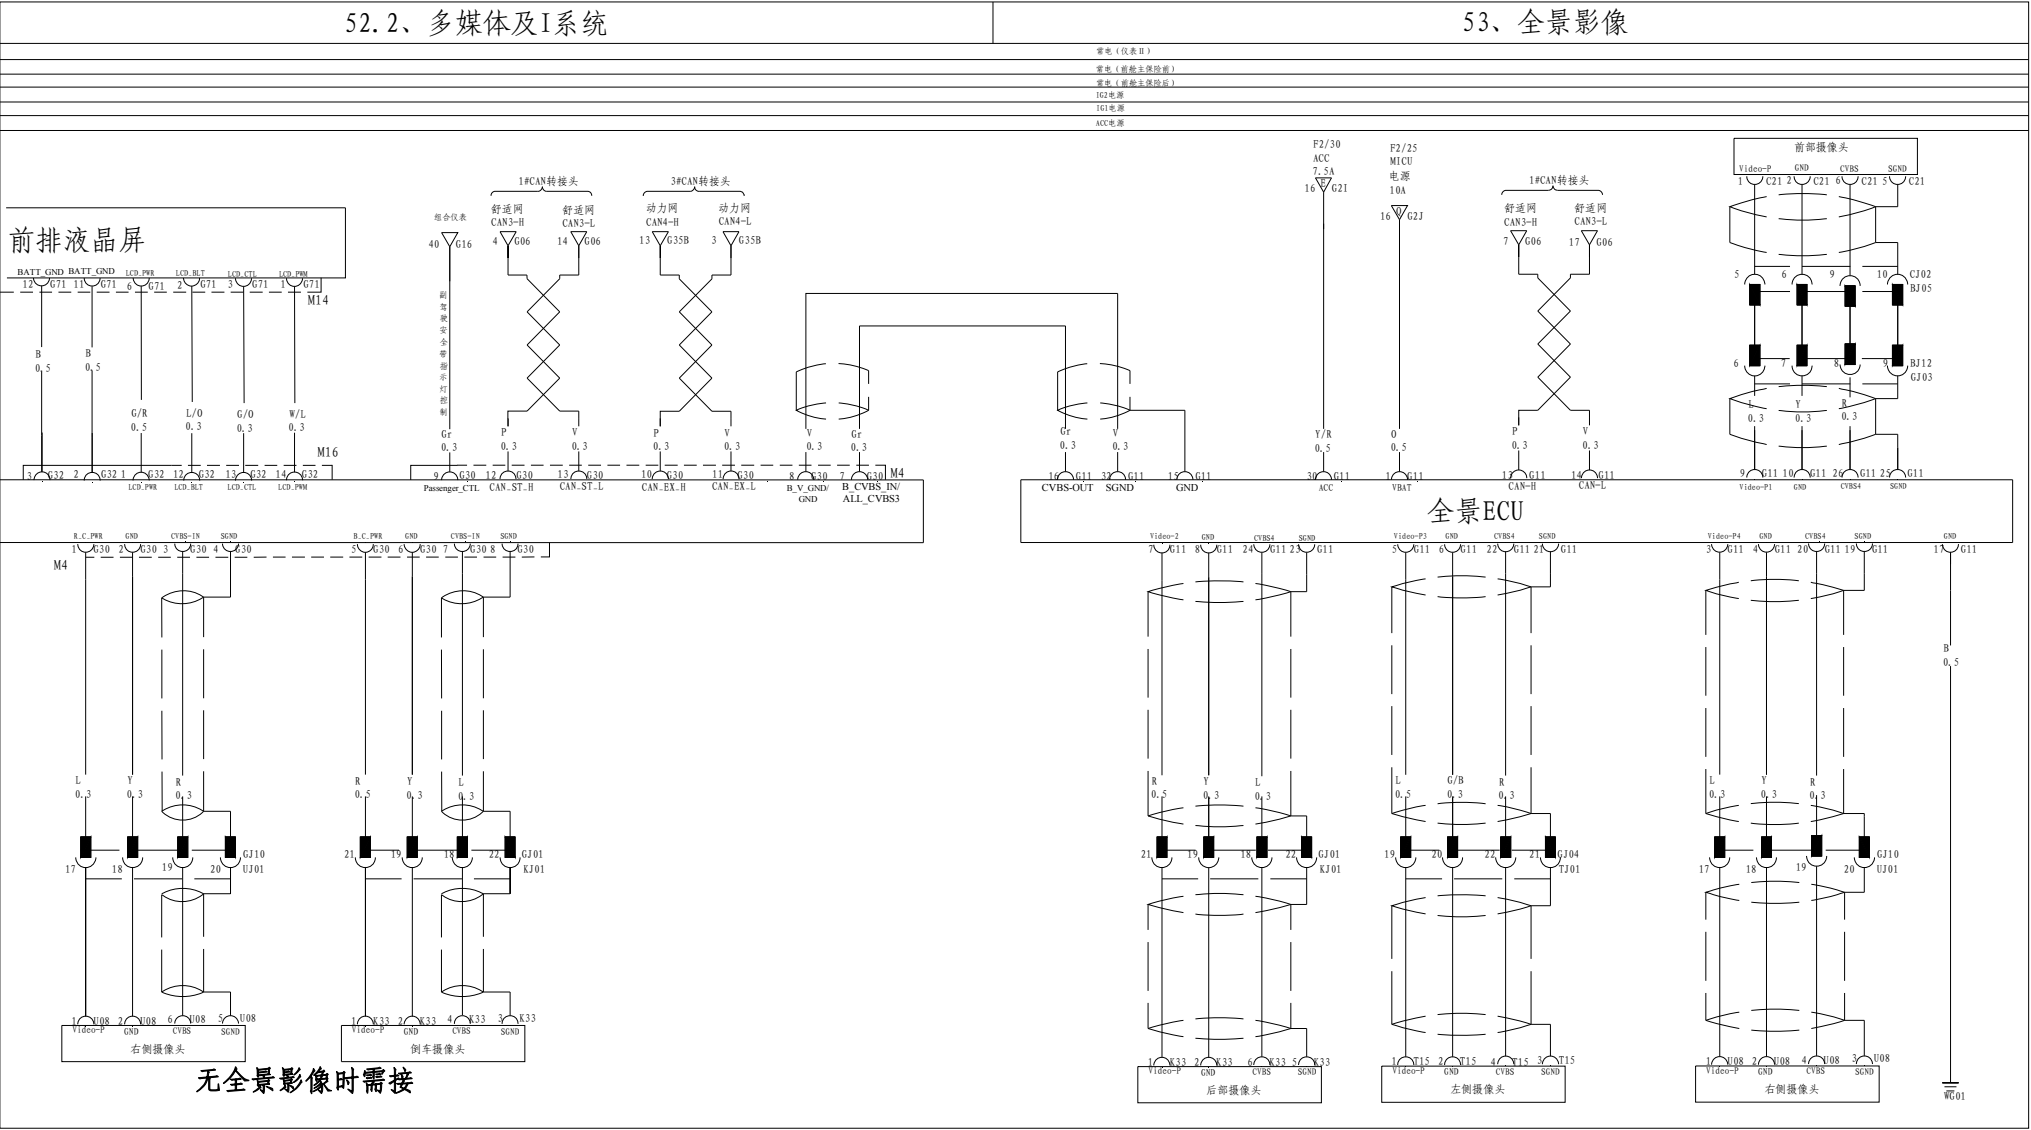 52.2、多媒体及I系统
53、全景影像
常电（仪表Ⅱ）
常电（前舱主保险前）
常电（前舱主保险后）
IG2电源
IG1电源
ACC电源
前排液晶屏
BATT_GND BATT_GND LCD_PWR LCD_BLT LCD_CTL LCD_PWM
12 G71 11 G71 6 G71 2 G71 3 G71 1 G71
M14
B 0.5
B 0.5
G/R 0.5
L/O 0.3
G/O 0.3
W/L 0.3
M16
3 G32 2 G32 1 G32 12 G32 13 G32 14 G32
LCD_PWR LCD_BLT LCD_CTL LCD_PWM
组合仪表
40 G16
副驾驶安全带指示灯控制
Gr 0.3
9 G30
Passenger_CTL
1#CAN转接头
舒适网 CAN3-H
舒适网 CAN3-L
4 G06 14 G06
P 0.3
V 0.3
12 G30 13 G30
CAN_ST_H CAN_ST_L
3#CAN转接头
动力网 CAN4-H
动力网 CAN4-L
13 G35B 3 G35B
P 0.3
V 0.3
10 G30 11 G30
CAN_EX_H CAN_EX_L
V 0.3
Gr 0.3
8 G30 7 G30
M4
B_V_GND/
GND
B_CVBS_IN/
ALL_CVBS3
R_C_PWR GND CVBS-IN SGND
1 G30 2 G30 3 G30 4 G30
M4
L 0.3
Y 0.3
R 0.3
17 18 19 20
GJ10
UJ01
1 U08 2 U08 6 U08 5 U08
Video-P GND CVBS SGND
右侧摄像头
B_C_PWR GND CVBS-IN SGND
5 G30 6 G30 7 G30 8 G30
R 0.5
Y 0.3
L 0.3
21 19 18 22
GJ01
KJ01
1 K33 2 K33 4 K33 3 K33
Video-P GND CVBS SGND
倒车摄像头
无全景影像时需接
Gr 0.3
V 0.3
16 G11 32 G11 15 G11
CVBS-OUT SGND GND
F2/30
ACC
7.5A
16 E G2I
Y/R 0.5
30 G11
ACC
F2/25
MICU
电源
10A
16 G2J
O 0.5
1 G11
VBAT
1#CAN转接头
舒适网 CAN3-H
舒适网 CAN3-L
7 G06 17 G06
P 0.3
V 0.3
13 G11 14 G11
CAN-H CAN-L
前部摄像头
Video-P GND CVBS SGND
1 C21 2 C21 6 C21 5 C21
5 6 9 10
CJ02
BJ05
6 7 8 9
BJ12
GJ03
L 0.3
Y 0.3
R 0.3
9 G11 10 G11 26 G11 25 G11
Video-P1 GND CVBS4 SGND
全景ECU
Video-2 GND CVBS4 SGND
7 G11 8 G11 24 G11 23 G11
R 0.5
Y 0.3
L 0.3
21 19 18 22
GJ01
KJ01
1 K33 2 K33 6 K33 5 K33
Video-P GND CVBS SGND
后部摄像头
Video-P3 GND CVBS4 SGND
5 G11 6 G11 22 G11 21 G11
L 0.5
G/B 0.3
R 0.3
19 20 22 21
GJ04
TJ01
1 T15 2 T15 4 T15 3 T15
Video-P GND CVBS SGND
左侧摄像头
Video-P4 GND CVBS4 SGND
3 G11 4 G11 20 G11 19 G11
L 0.3
Y 0.3
R 0.3
17 18 19 20
GJ10
UJ01
1 U08 2 U08 4 U08 3 U08
Video-P GND CVBS SGND
右侧摄像头
GND
17 G11
B 0.5
WG01